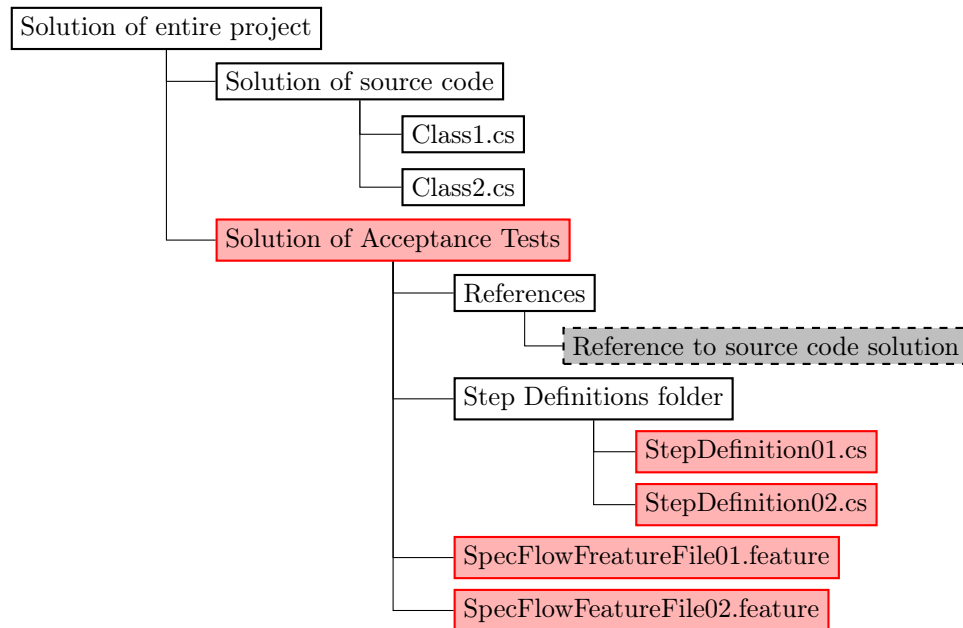 Solution of entire project
Solution of source code
Class1.cs
Class2.cs
Solution of Acceptance Tests
References
Reference to source code solution
Step Definitions folder
StepDefinition01.cs
StepDefinition02.cs
SpecFlowFreatureFile01.feature
SpecFlowFeatureFile02.feature